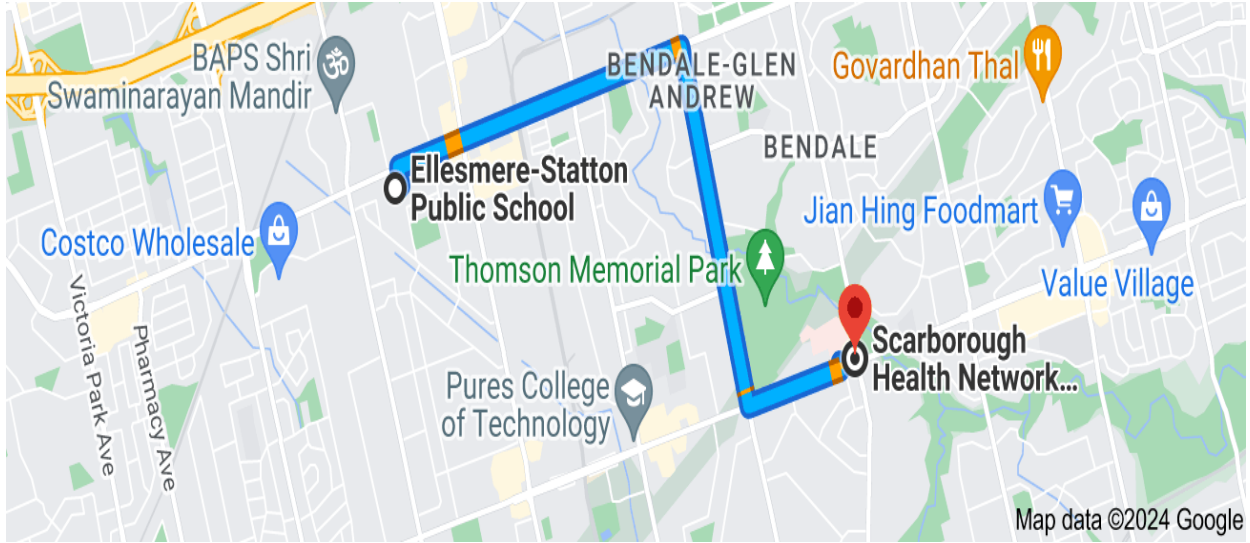 BAPS Shri
Swaminarayan Mandir
BENDALE-GLEN
ANDREW
Govardhan Thal
BENDALE
Ellesmere-Statton
Public School
Jian Hing Foodmart
Costco Wholesale
Thomson Memorial Park
Value Village
Victoria Park Ave
Pharmacy Ave
Scarborough
Health Network...
Pures College
of Technology
Map data ©2024 Google